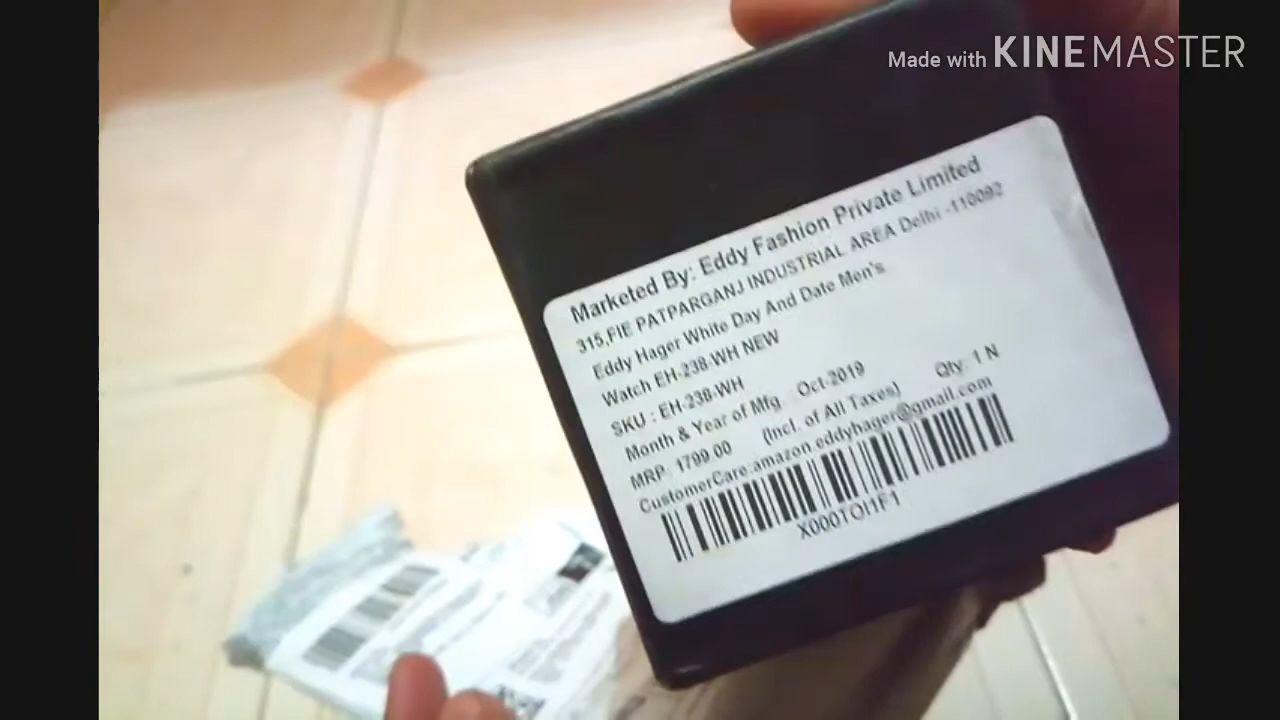 Made with KINEMASTER
Marketed By: Eddy Fashion Private Limited
315,FIE PATPARGANJ INDUSTRIAL AREA Delhi -110092
Eddy Hager White Day And Date Men's
Watch EH-238-WH NEW
SKU : EH-238-WH
Month & Year of Mfg. Oct-2019 Qty: 1 N
MRP: 1799.00 (Incl. of All Taxes)
CustomerCare:amazon.eddyhager@gmail.com
X000TOI1F1